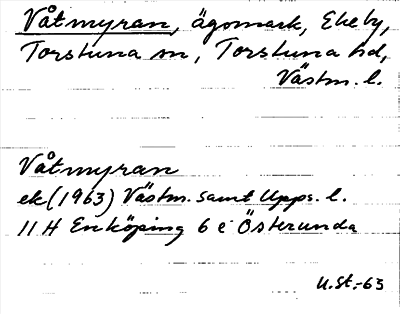 Våtmyran, ägomark, Ekeby,
Torstuna sn, Torstuna hd,
Västm. l.
Våtmyran
ek (1963) Västm. samt Upps. l.
11 H Enköping 6 e Österunda
U.St.-63